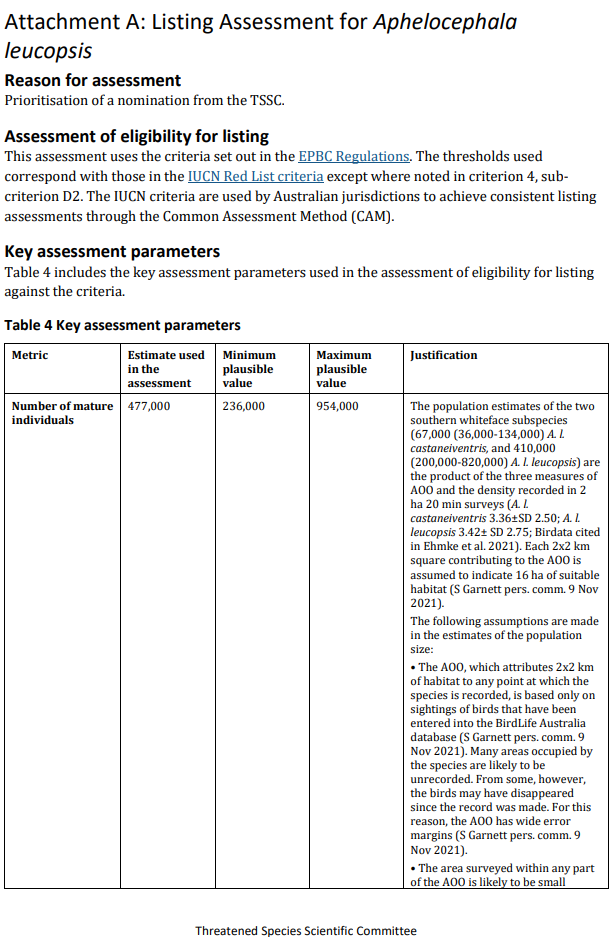 Attachment A: Listing Assessment for Aphelocephala
leucopsis
Reason for assessment
Prioritisation of a nomination from the TSSC.
Assessment of eligibility for listing
This assessment uses the criteria set out in the EPBC Regulations. The thresholds used
correspond with those in the IUCN Red List criteria except where noted in criterion 4, sub-
criterion D2. The IUCN criteria are used by Australian jurisdictions to achieve consistent listing
assessments through the Common Assessment Method (CAM).
Key assessment parameters
Table 4 includes the key assessment parameters used in the assessment of eligibility for listing
against the criteria.
Table 4 Key assessment parameters
Metric
Estimate used
in the
assessment
Minimum
plausible
value
Maximum
plausible
value
Justification
Number of mature
individuals
477,000
236,000
954,000
The population estimates of the two
southern whiteface subspecies
(67,000 (36,000-134,000) A. l.
castaneiventris, and 410,000
(200,000-820,000) A. l. leucopsis) are
the product of the three measures of
AOO and the density recorded in 2
ha 20 min surveys (A. l.
castaneiventris 3.36±SD 2.50; A. l.
leucopsis 3.42± SD 2.75; Birdata cited
in Ehmke et al. 2021). Each 2x2 km
square contributing to the AOO is
assumed to indicate 16 ha of suitable
habitat (S Garnett pers. comm. 9 Nov
2021).
The following assumptions are made
in the estimates of the population
size:
• The AOO, which attributes 2x2 km
of habitat to any point at which the
species is recorded, is based only on
sightings of birds that have been
entered into the BirdLife Australia
database (S Garnett pers. comm. 9
Nov 2021). Many areas occupied by
the species are likely to be
unrecorded. From some, however,
the birds may have disappeared
since the record was made. For this
reason, the AOO has wide error
margins (S Garnett pers. comm. 9
Nov 2021).
• The area surveyed within any part
of the AOO is likely to be small
Threatened Species Scientific Committee